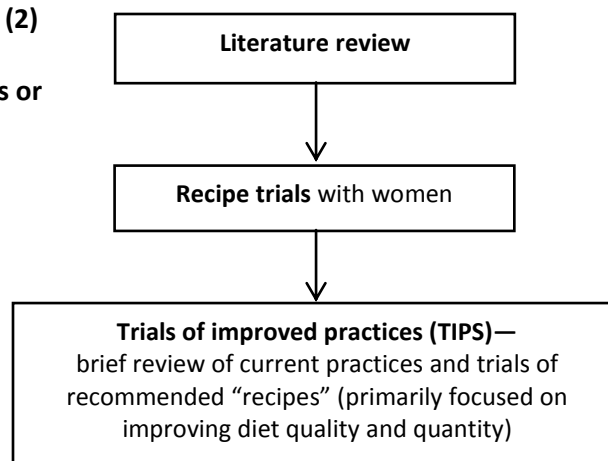 (2)
Literature review
s or
Recipe trials with women
Trials of improved practices (TIPS)—
brief review of current practices and trials of
recommended “recipes” (primarily focused on
improving diet quality and quantity)